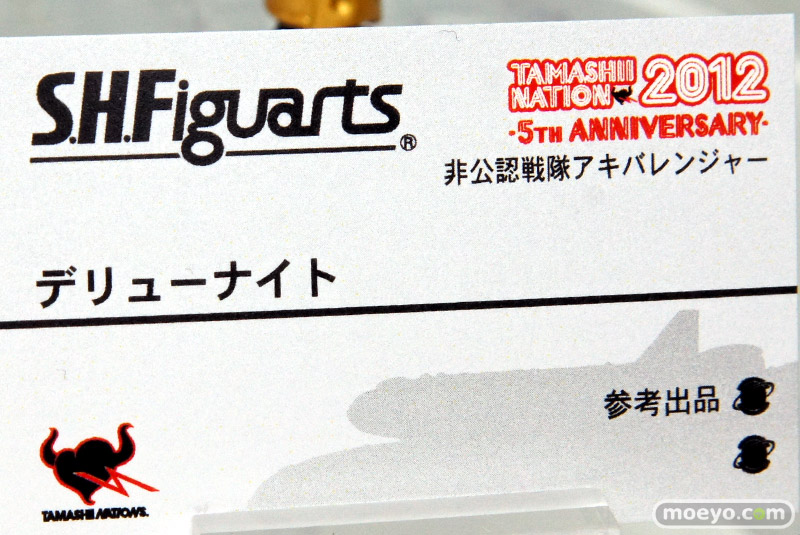 S.H.Figuarts®
TAMASHII NATION 2012
-5TH ANNIVERSARY-
非公認戦隊アキバレンジャー
デリューナイト
参考出品
TAMASHII NATIONS.
moeyo.com